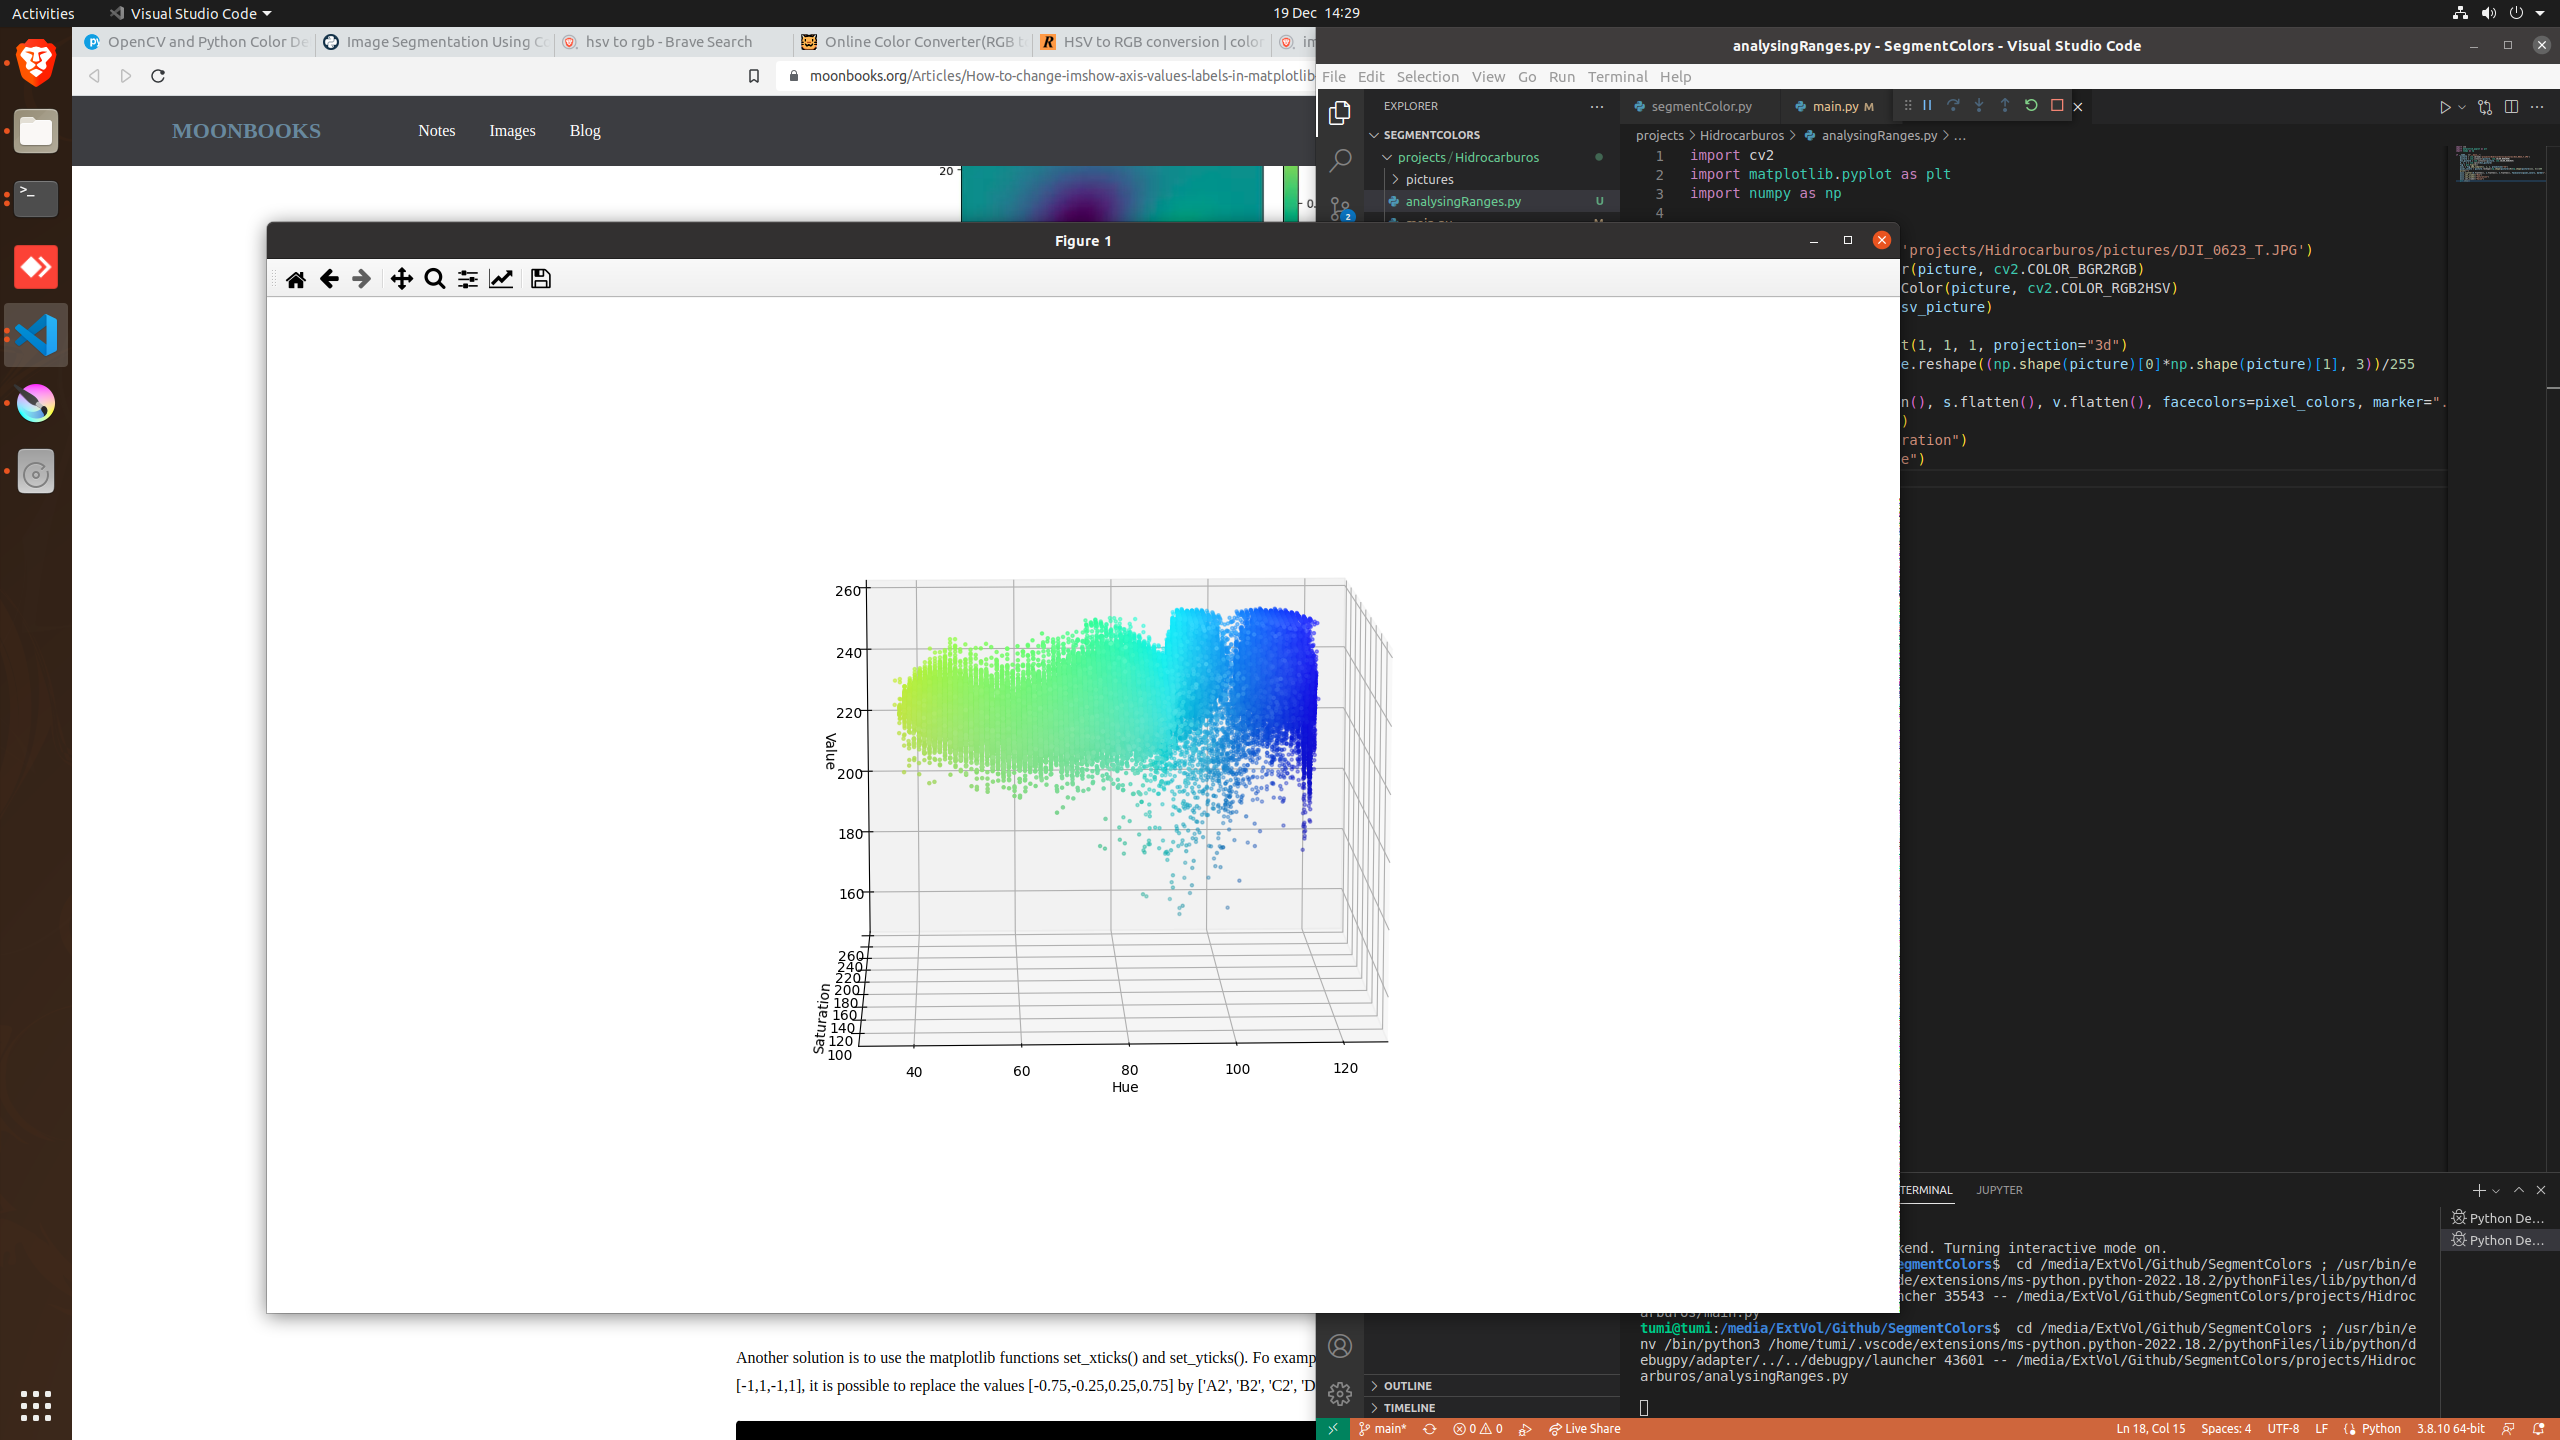 Activities
Visual Studio Code
19 Dec 14:29
OpenCV and Python Color De
Image Segmentation Using Co
hsv to rgb - Brave Search
Online Color Converter(RGB t
HSV to RGB conversion | color
im
moonbooks.org/Articles/How-to-change-imshow-axis-values-labels-in-matplotlib
MOONBOOKS
Notes
Images
Blog
20
0.
analysingRanges.py - SegmentColors - Visual Studio Code
File Edit Selection View Go Run Terminal Help
EXPLORER
SEGMENTCOLORS
projects / Hidrocarburos
pictures
analysingRanges.py U
2
segmentColor.py
main.py M
projects > Hidrocarburos > analysingRanges.py > ...
1 import cv2
2 import matplotlib.pyplot as plt
3 import numpy as np
4
'projects/Hidrocarburos/pictures/DJI_0623_T.JPG')
r(picture, cv2.COLOR_BGR2RGB)
Color(picture, cv2.COLOR_RGB2HSV)
sv_picture)
t(1, 1, 1, projection="3d")
e.reshape((np.shape(picture)[0]*np.shape(picture)[1], 3))/255
n(), s.flatten(), v.flatten(), facecolors=pixel_colors, marker=".
)
ration")
e")
Figure 1
260
240
220
200
180
160
Value
260
240
220
200
180
160
140
120
100
Saturation
40
60
80
100
120
Hue
TERMINAL
JUPYTER
Python De...
Python De...
kend. Turning interactive mode on.
egmentColors$ cd /media/ExtVol/Github/SegmentColors ; /usr/bin/e
de/extensions/ms-python.python-2022.18.2/pythonFiles/lib/python/d
ncher 35543 -- /media/ExtVol/Github/SegmentColors/projects/Hidroc
arburos/main.py
tumi@tumi:/media/ExtVol/Github/SegmentColors$ cd /media/ExtVol/Github/SegmentColors ; /usr/bin/e
nv /bin/python3 /home/tumi/.vscode/extensions/ms-python.python-2022.18.2/pythonFiles/lib/python/d
ebugpy/adapter/../../debugpy/launcher 43601 -- /media/ExtVol/Github/SegmentColors/projects/Hidroc
arburos/analysingRanges.py
Another solution is to use the matplotlib functions set_xticks() and set_yticks(). Fo examp
[-1,1,-1,1], it is possible to replace the values [-0.75,-0.25,0.25,0.75] by ['A2', 'B2', 'C2', 'D
OUTLINE
TIMELINE
main*
0
0
Live Share
Ln 18, Col 15
Spaces: 4
UTF-8
LF
Python
3.8.10 64-bit